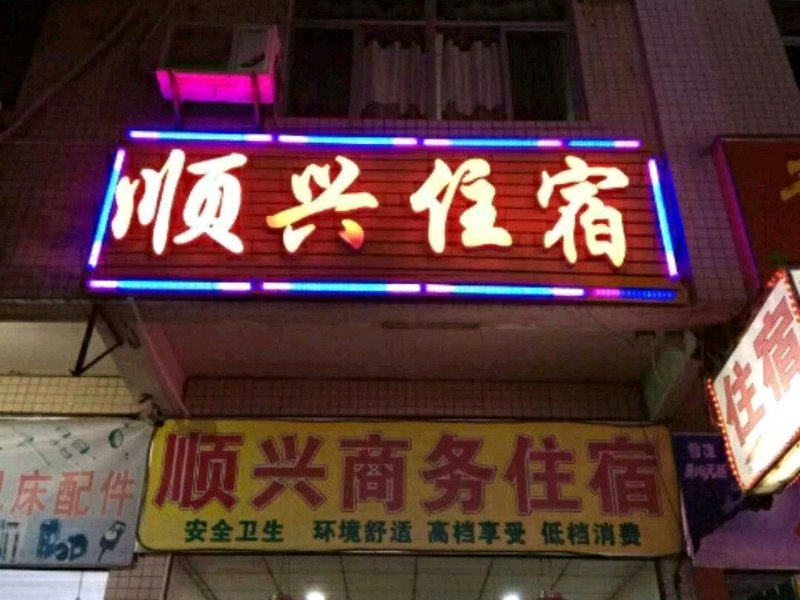 顺兴住宿
顺兴商务住宿
安全卫生 环境舒适 高档享受 低档消费
住宿
床配件